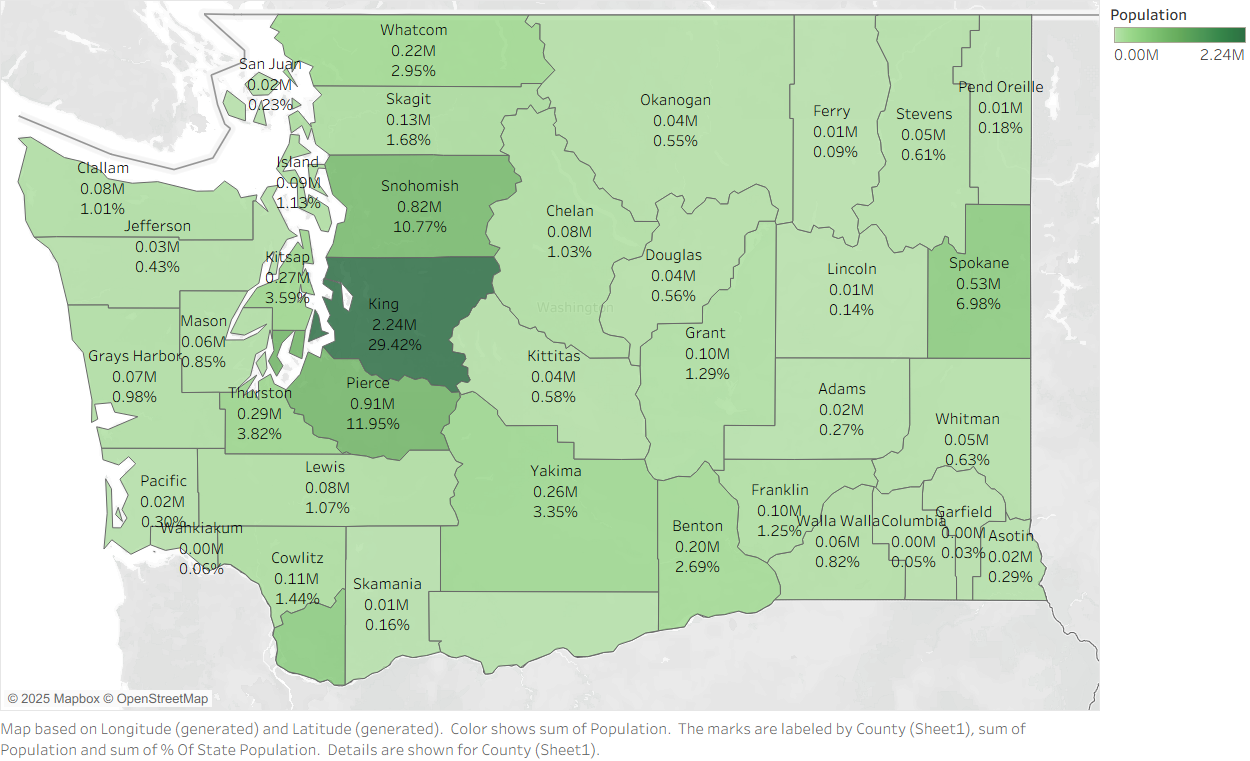 Population
0.00M 2.24M
Whatcom
0.22M
2.95%
San Juan
0.02M
0.23%
Skagit
0.13M
1.68%
Okanogan
0.04M
0.55%
Ferry
0.01M
0.09%
Stevens
0.05M
0.61%
Pend Oreille
0.01M
0.18%
Clallam
0.08M
1.01%
Island
0.09M
1.13%
Snohomish
0.82M
10.77%
Chelan
0.08M
1.03%
Jefferson
0.03M
0.43%
Kitsap
0.27M
3.59%
Douglas
0.04M
0.56%
Lincoln
0.01M
0.14%
Spokane
0.53M
6.98%
Washington
King
2.24M
29.42%
Mason
0.06M
0.85%
Grays Harbor
0.07M
0.98%
Grant
0.10M
1.29%
Kittitas
0.04M
0.58%
Thurston
0.29M
3.82%
Pierce
0.91M
11.95%
Adams
0.02M
0.27%
Whitman
0.05M
0.63%
Pacific
0.02M
0.30%
Lewis
0.08M
1.07%
Yakima
0.26M
3.35%
Franklin
0.10M
1.25%
Wahkiakum
0.00M
0.06%
Benton
0.20M
2.69%
Walla Walla
0.06M
0.82%
Columbia
0.00M
0.05%
Garfield
0.00M
0.03%
Asotin
0.02M
0.29%
Cowlitz
0.11M
1.44%
Skamania
0.01M
0.16%
© 2025 Mapbox © OpenStreetMap
Map based on Longitude (generated) and Latitude (generated).  Color shows sum of Population.  The marks are labeled by County (Sheet1), sum of
Population and sum of % Of State Population.  Details are shown for County (Sheet1).